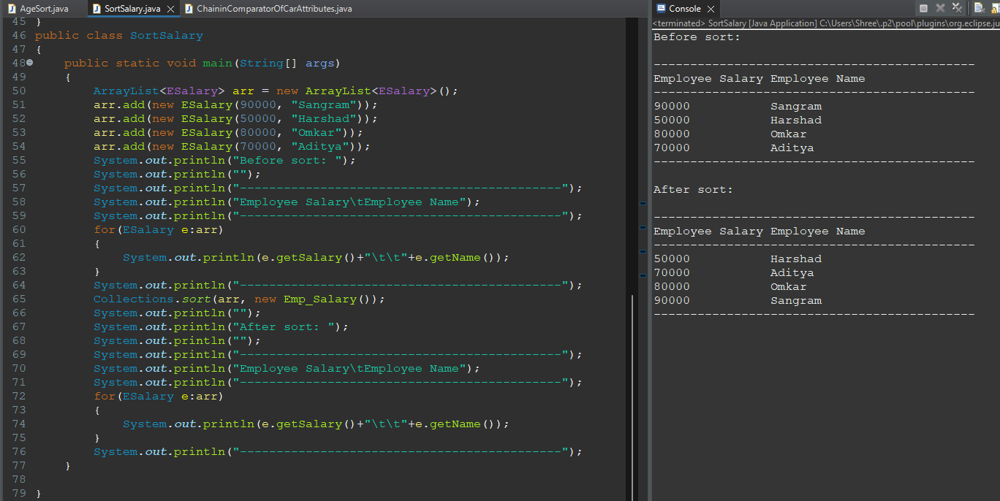 AgeSort.java SortSalary.java ChaininComparatorOfCarAttributes.java
45 }
46 public class SortSalary
47 {
48 public static void main(String[] args)
49 {
50 ArrayList<ESalary> arr = new ArrayList<ESalary>();
51 arr.add(new ESalary(90000, "Sangram"));
52 arr.add(new ESalary(50000, "Harshad"));
53 arr.add(new ESalary(80000, "Omkar"));
54 arr.add(new ESalary(70000, "Aditya"));
55 System.out.println("Before sort: ");
56 System.out.println("");
57 System.out.println("--------------------------------------------");
58 System.out.println("Employee Salary\tEmployee Name");
59 System.out.println("--------------------------------------------");
60 for(ESalary e:arr)
61 {
62 System.out.println(e.getSalary()+"\t\t"+e.getName());
63 }
64 System.out.println("--------------------------------------------");
65 Collections.sort(arr, new Emp_Salary());
66 System.out.println("");
67 System.out.println("After sort: ");
68 System.out.println("");
69 System.out.println("--------------------------------------------");
70 System.out.println("Employee Salary\tEmployee Name");
71 System.out.println("--------------------------------------------");
72 for(ESalary e:arr)
73 {
74 System.out.println(e.getSalary()+"\t\t"+e.getName());
75 }
76 System.out.println("--------------------------------------------");
77 }
78
79 }
Console
<terminated> SortSalary [Java Application] C:\Users\Shree\.p2\pool\plugins\org.eclipse.ju
Before sort:
--------------------------------------------
Employee Salary Employee Name
--------------------------------------------
90000 Sangram
50000 Harshad
80000 Omkar
70000 Aditya
--------------------------------------------
After sort:
--------------------------------------------
Employee Salary Employee Name
--------------------------------------------
50000 Harshad
70000 Aditya
80000 Omkar
90000 Sangram
--------------------------------------------